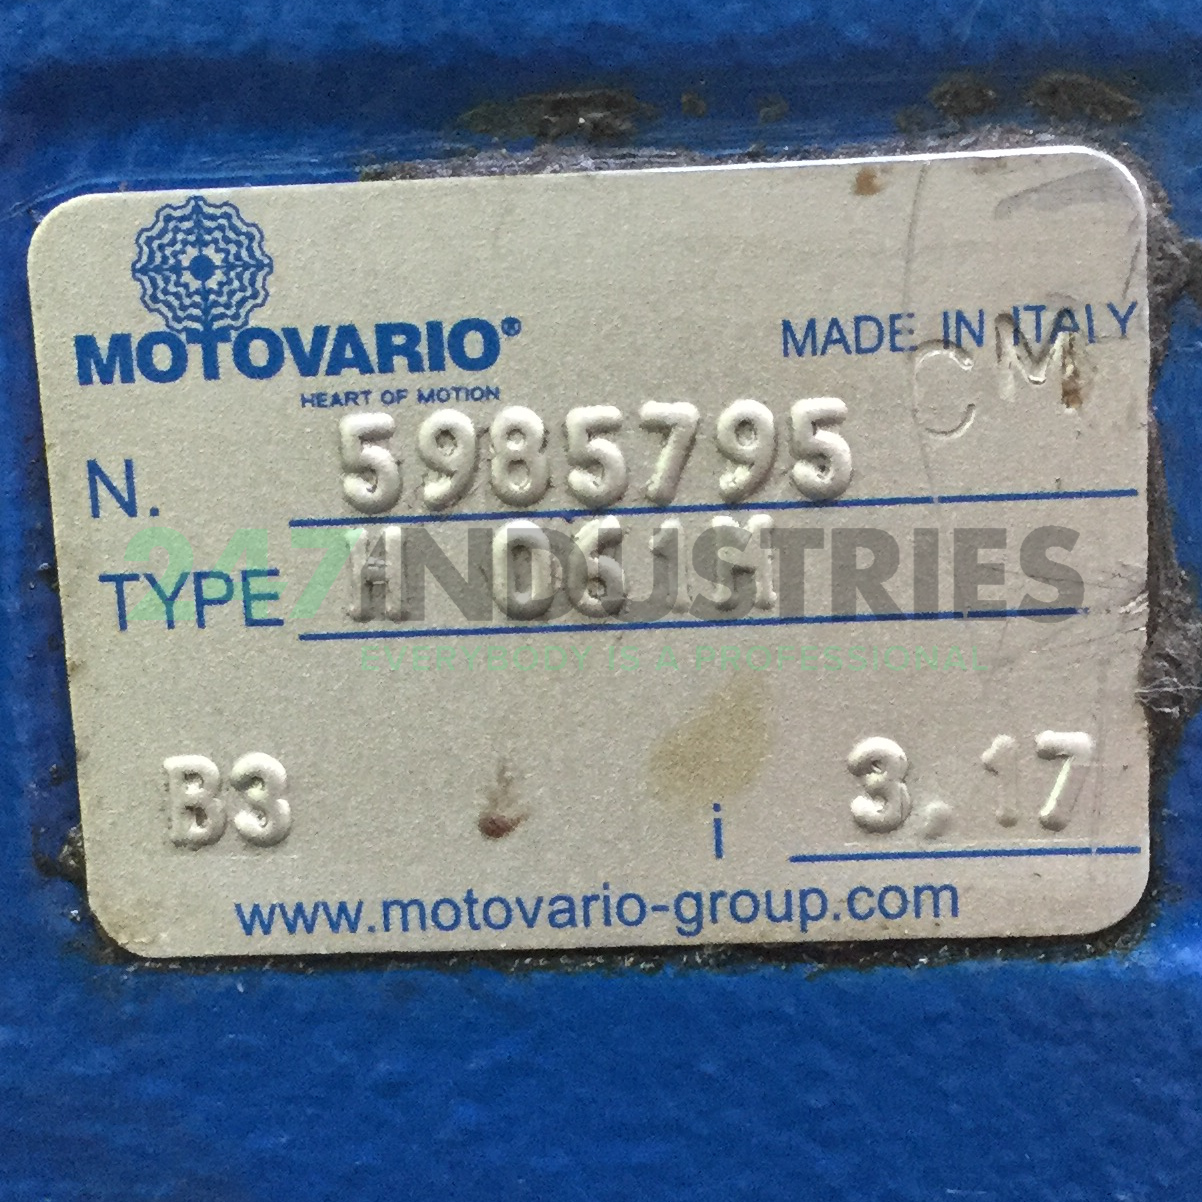 MOTOVARIO®
HEART OF MOTION
MADE IN ITALY
CM
N. 5985795
TYPE H 061M
247INDUSTRIES
EVERYBODY IS A PROFESSIONAL
B3 i 3.17
www.motovario-group.com